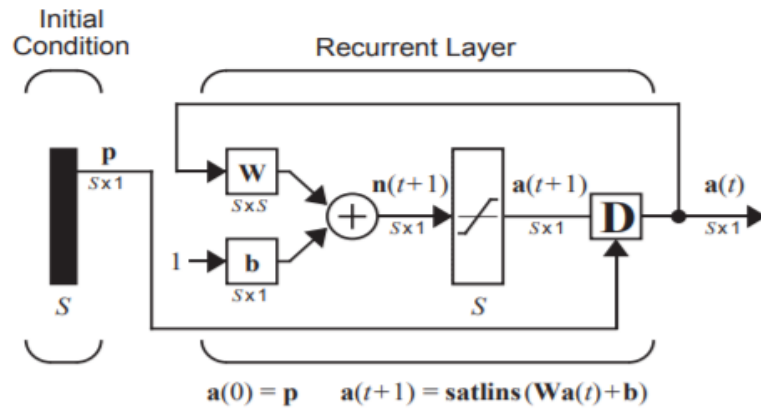 Initial
Condition
Recurrent Layer
p
S x 1
W
S x S
n(t+1)
S x 1
a(t+1)
S x 1
D
a(t)
S x 1
1
b
S x 1
S
S
a(0) = p a(t+1) = satlins(Wa(t)+b)